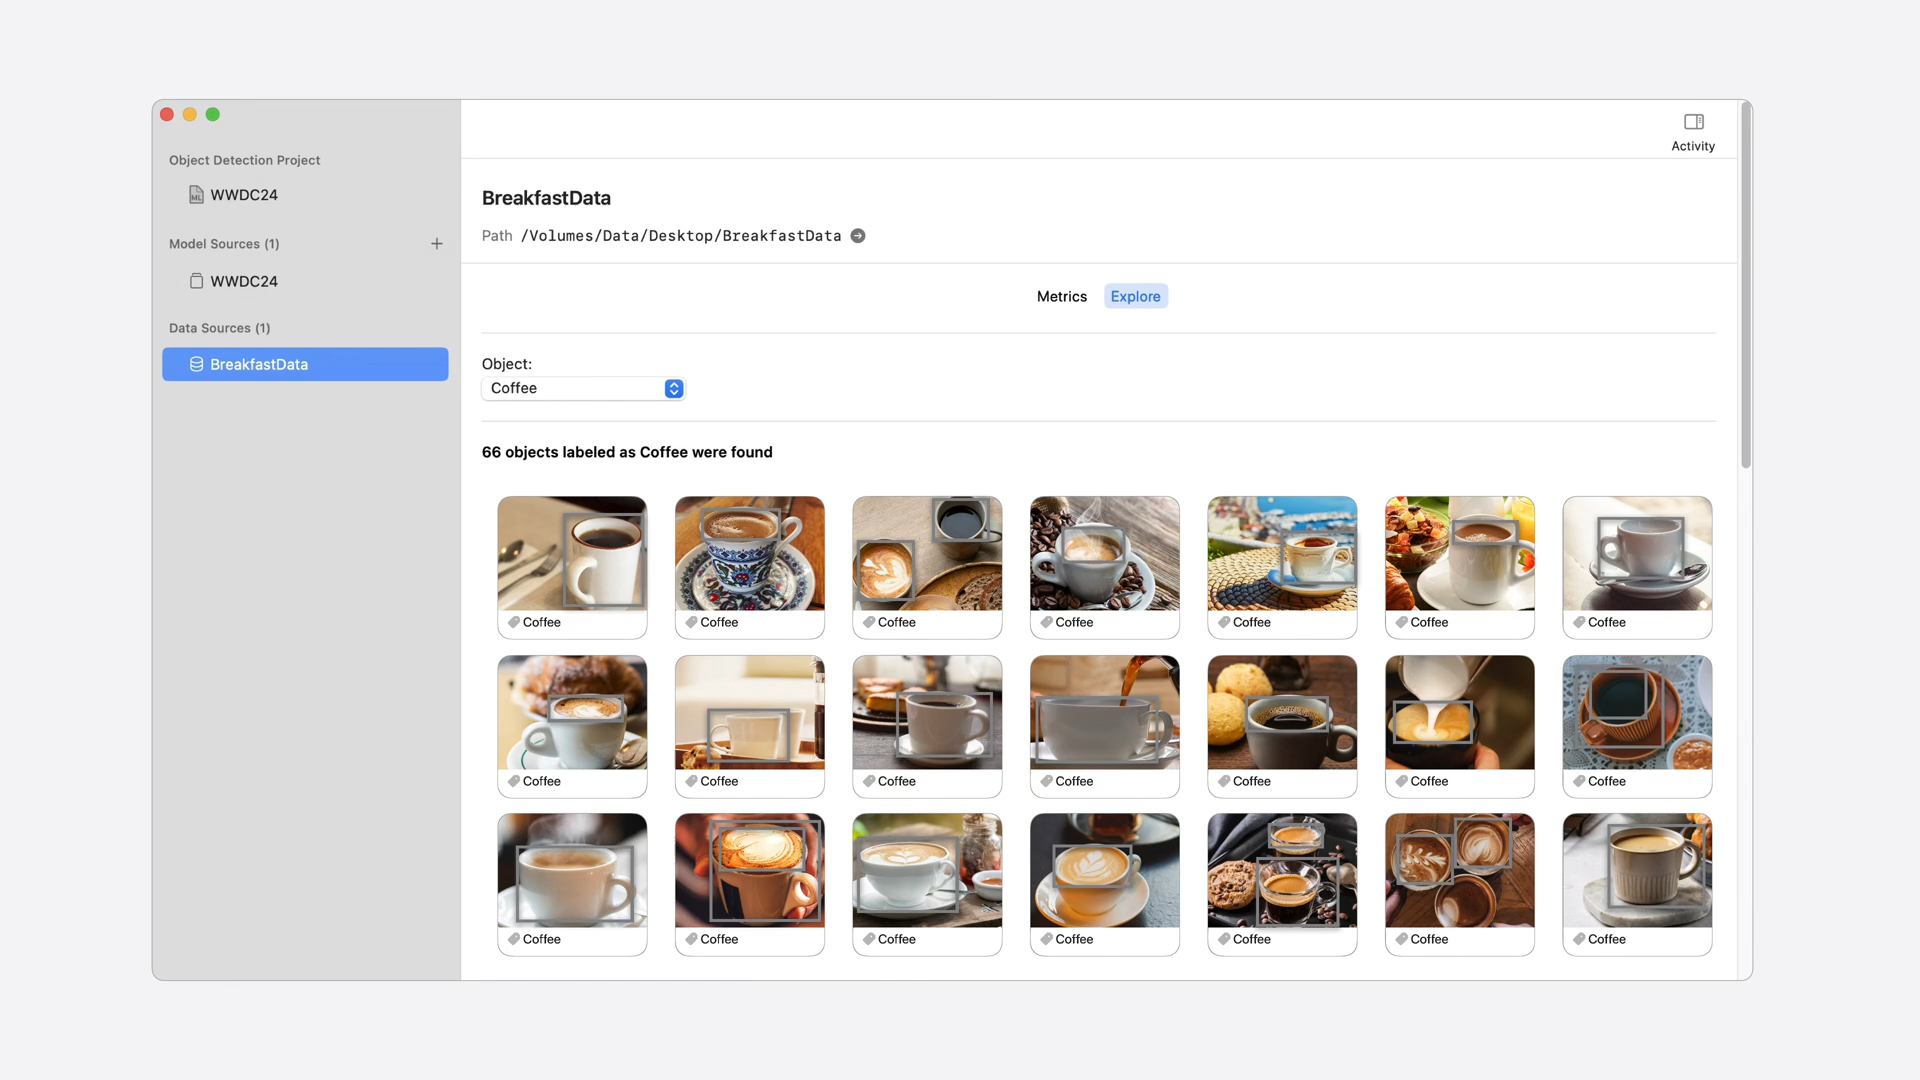 Object Detection Project
ML
WWDC24
Model Sources (1)
WWDC24
Data Sources (1)
BreakfastData
Activity
BreakfastData
Path /Volumes/Data/Desktop/BreakfastData
Metrics Explore
Object:
Coffee
66 objects labeled as Coffee were found
Coffee Coffee Coffee Coffee Coffee Coffee Coffee
Coffee Coffee Coffee Coffee Coffee Coffee Coffee
Coffee Coffee Coffee Coffee Coffee Coffee Coffee